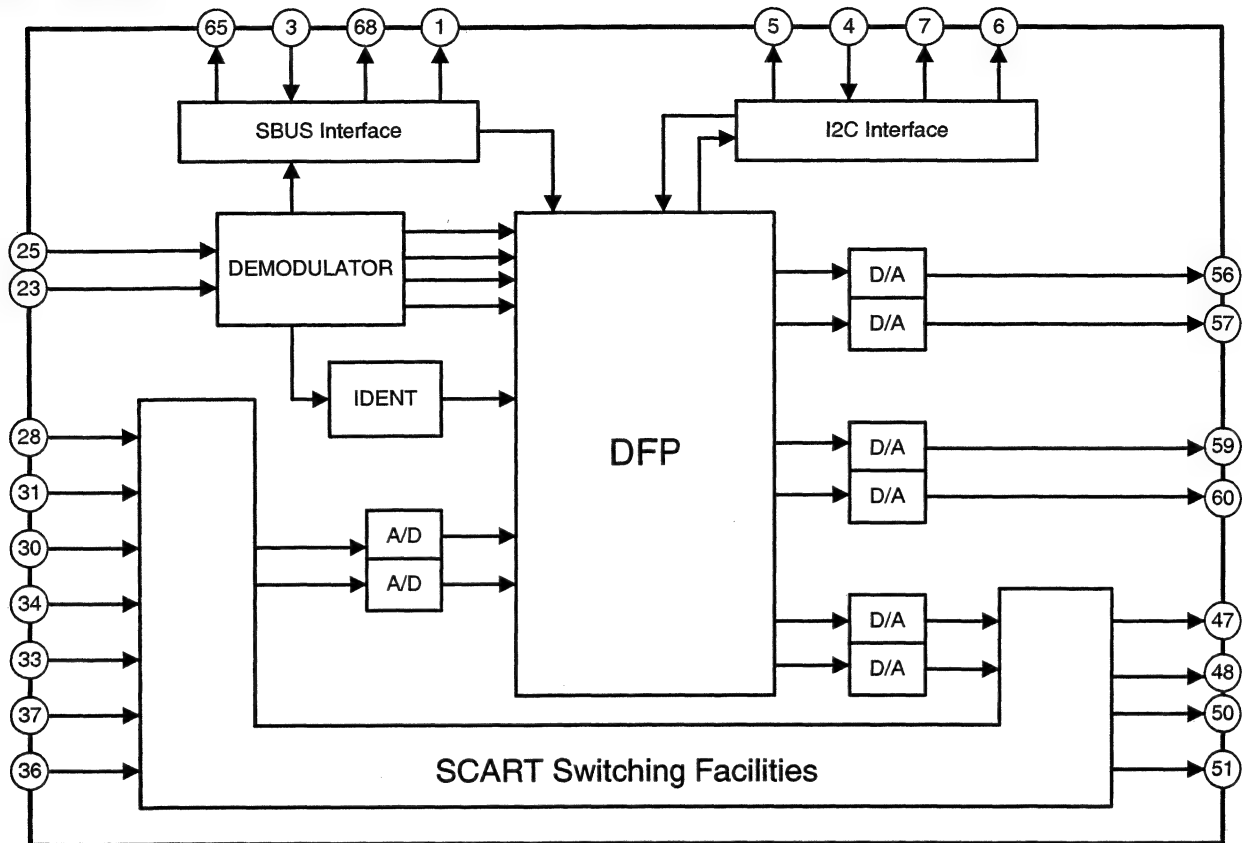 65 3 68 1 5 4 7 6
SBUS Interface
I2C Interface
25
DEMODULATOR
23
D/A
56
D/A
57
IDENT
28
DFP
D/A
59
31
D/A
60
30
A/D
34
A/D
D/A
47
33
D/A
48
37
50
36
SCART Switching Facilities
51